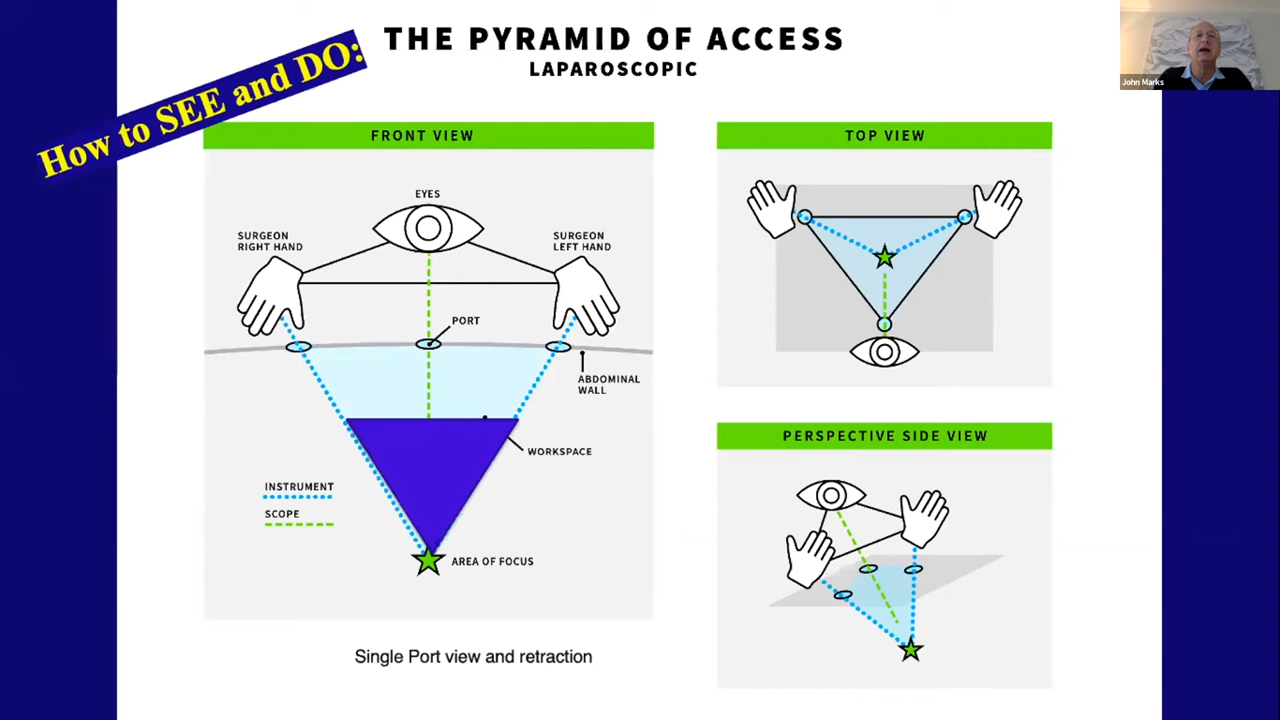 How to SEE and DO:
THE PYRAMID OF ACCESS
LAPAROSCOPIC
John Marks
FRONT VIEW
EYES
SURGEON
RIGHT HAND
SURGEON
LEFT HAND
PORT
ABDOMINAL
WALL
WORKSPACE
INSTRUMENT
SCOPE
AREA OF FOCUS
Single Port view and retraction
TOP VIEW
PERSPECTIVE SIDE VIEW